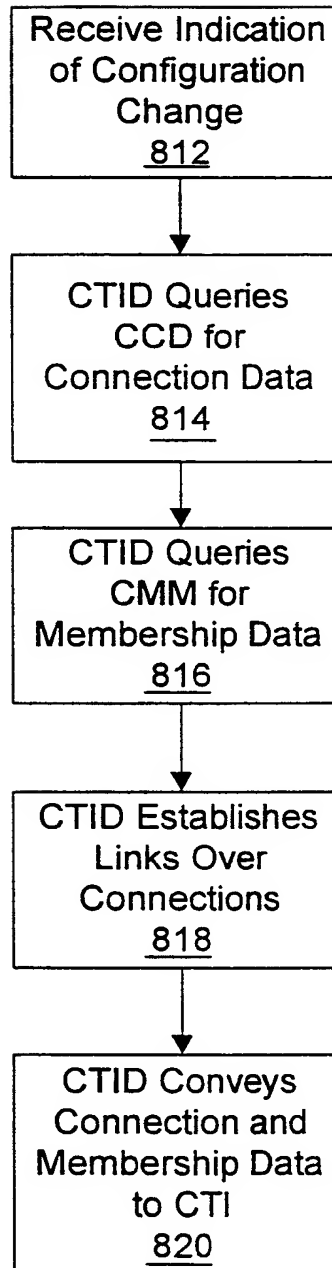 Receive Indication
of Configuration
Change
812
CTID Queries
CCD for
Connection Data
814
CTID Queries
CMM for
Membership Data
816
CTID Establishes
Links Over
Connections
818
CTID Conveys
Connection and
Membership Data
to CTI
820